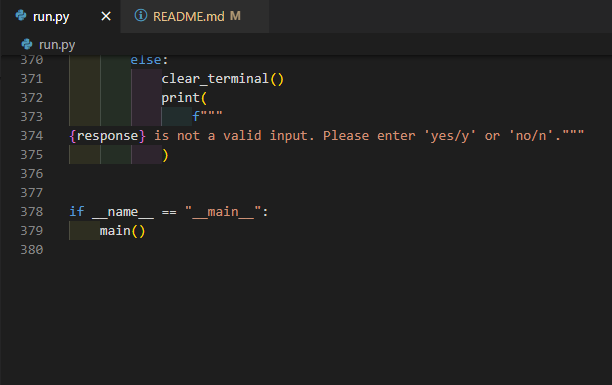 run.py × README.md M
run.py
370 else:
371 clear_terminal()
372 print(
373 f"""
374 {response} is not a valid input. Please enter 'yes/y' or 'no/n'."""
375 )
376
377
378 if __name__ == "__main__":
379 main()
380